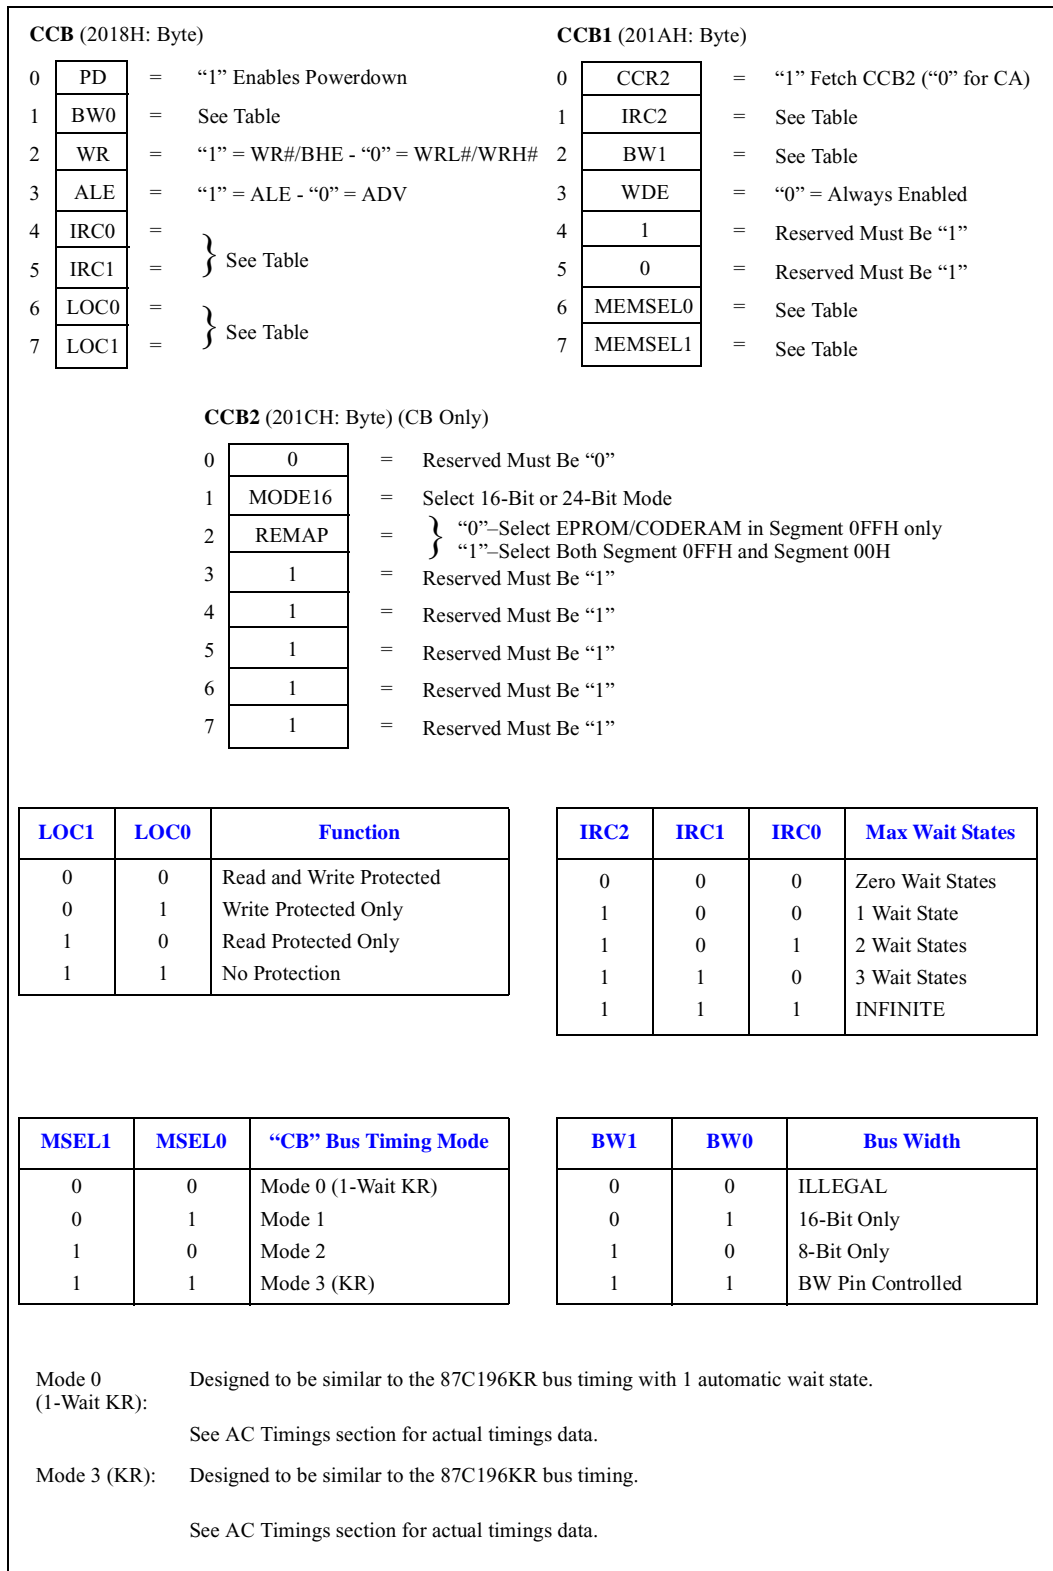 CCB (2018H: Byte)
0 PD = “1” Enables Powerdown
1 BW0 = See Table
2 WR = “1” = WR#/BHE - “0” = WRL#/WRH#
3 ALE = “1” = ALE - “0” = ADV
4 IRC0 =
5 IRC1 =
} See Table
6 LOC0 =
7 LOC1 =
} See Table
CCB1 (201AH: Byte)
0 CCR2 = “1” Fetch CCB2 (“0” for CA)
1 IRC2 = See Table
2 BW1 = See Table
3 WDE = “0” = Always Enabled
4 1 = Reserved Must Be “1”
5 0 = Reserved Must Be “1”
6 MEMSEL0 = See Table
7 MEMSEL1 = See Table
CCB2 (201CH: Byte) (CB Only)
0 0 = Reserved Must Be “0”
1 MODE16 = Select 16-Bit or 24-Bit Mode
2 REMAP = } “0”–Select EPROM/CODERAM in Segment 0FFH only
“1”–Select Both Segment 0FFH and Segment 00H
3 1 = Reserved Must Be “1”
4 1 = Reserved Must Be “1”
5 1 = Reserved Must Be “1”
6 1 = Reserved Must Be “1”
7 1 = Reserved Must Be “1”
LOC1 LOC0 Function
0 0 Read and Write Protected
0 1 Write Protected Only
1 0 Read Protected Only
1 1 No Protection
IRC2 IRC1 IRC0 Max Wait States
0 0 0 Zero Wait States
1 0 0 1 Wait State
1 0 1 2 Wait States
1 1 0 3 Wait States
1 1 1 INFINITE
MSEL1 MSEL0 “CB” Bus Timing Mode
0 0 Mode 0 (1-Wait KR)
0 1 Mode 1
1 0 Mode 2
1 1 Mode 3 (KR)
BW1 BW0 Bus Width
0 0 ILLEGAL
0 1 16-Bit Only
1 0 8-Bit Only
1 1 BW Pin Controlled
Mode 0 Designed to be similar to the 87C196KR bus timing with 1 automatic wait state.
(1-Wait KR):
See AC Timings section for actual timings data.
Mode 3 (KR): Designed to be similar to the 87C196KR bus timing.
See AC Timings section for actual timings data.